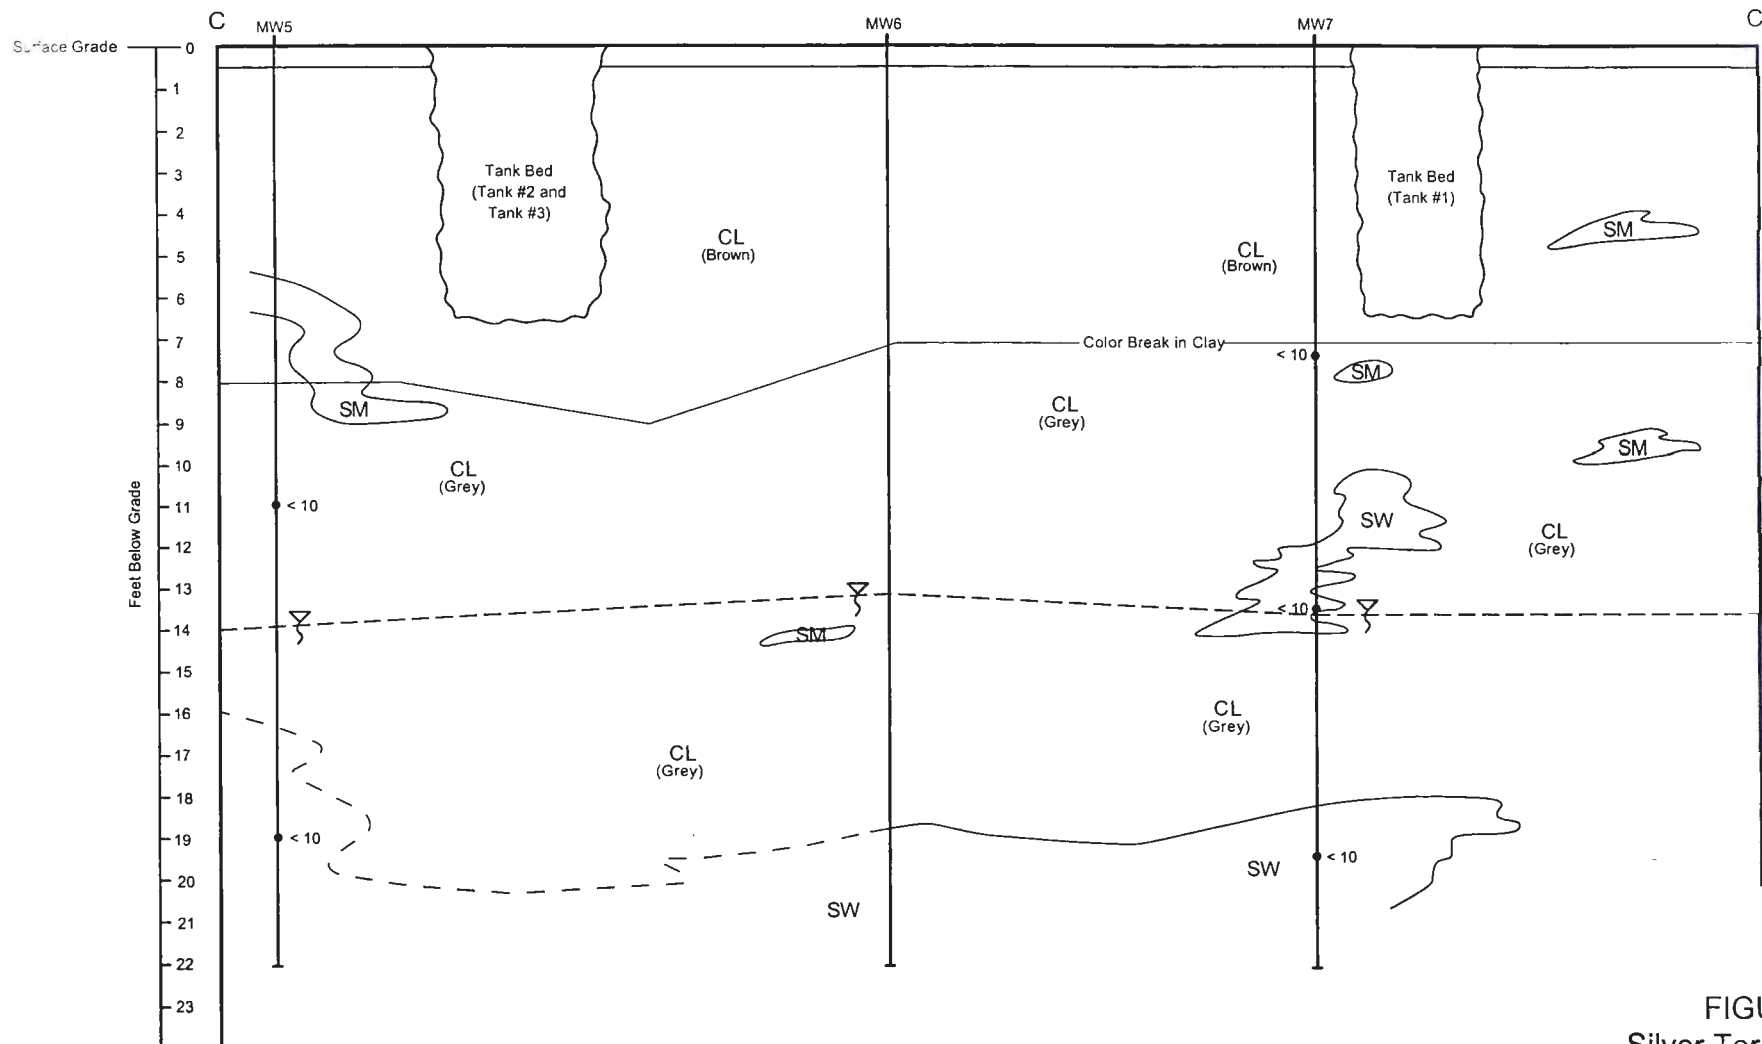 C
MW5
MW6
MW7
C
Surface Grade
0
1
2
3
4
5
6
7
8
9
10
11
12
13
14
15
16
17
18
19
20
21
22
23
Feet Below Grade
Tank Bed
(Tank #2 and
Tank #3)
Tank Bed
(Tank #1)
CL
(Brown)
CL
(Brown)
SM
Color Break in Clay
< 10
SM
SM
CL
(Grey)
SM
CL
(Grey)
< 10
SW
CL
(Grey)
< 10
SM
CL
(Grey)
CL
(Grey)
< 10
< 10
SW
SW
FIGU
Silver Ter